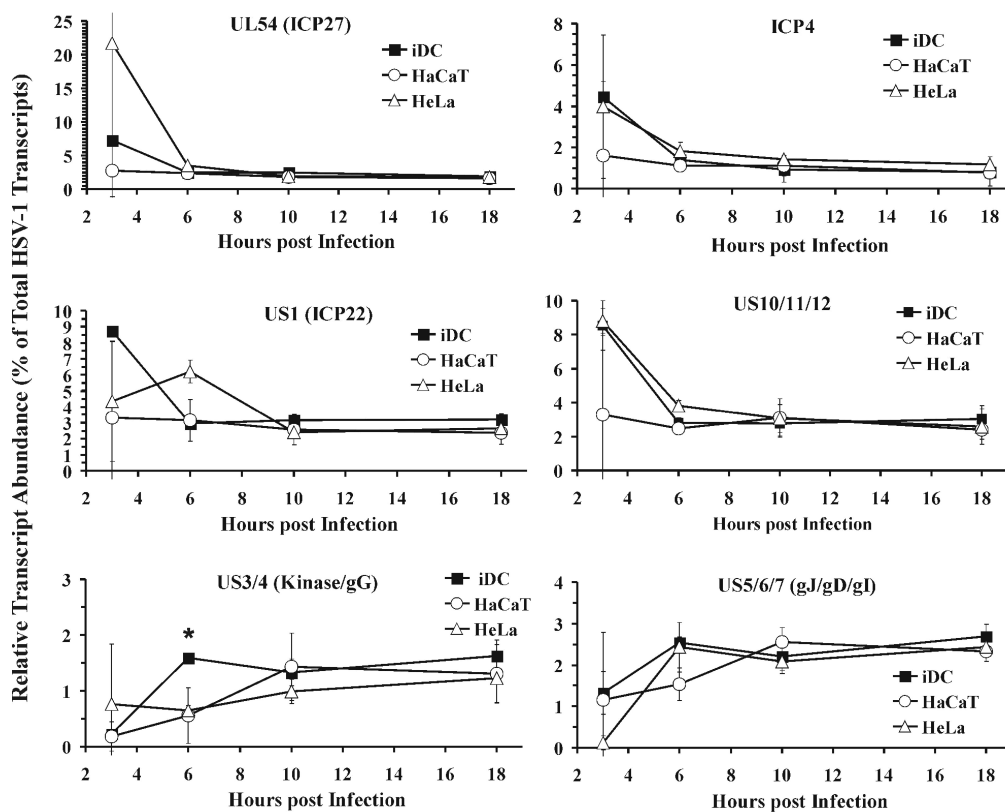 Relative Transcript Abundance (% of Total HSV-1 Transcripts)
UL54 (ICP27)
iDC
HaCaT
HeLa
25
20
15
10
5
0
2 4 6 8 10 12 14 16 18
Hours post Infection
ICP4
iDC
HaCaT
HeLa
8
6
4
2
0
2 4 6 8 10 12 14 16 18
Hours post Infection
US1 (ICP22)
iDC
HaCaT
HeLa
10
9
8
7
6
5
4
3
2
1
0
2 4 6 8 10 12 14 16 18
Hours post Infection
US10/11/12
iDC
HaCaT
HeLa
10
8
6
4
2
0
2 4 6 8 10 12 14 16 18
Hours post Infection
US3/4 (Kinase/gG)
iDC
HaCaT
HeLa
*
3
2
1
0
2 4 6 8 10 12 14 16 18
Hours post Infection
US5/6/7 (gJ/gD/gI)
iDC
HaCaT
HeLa
4
3
2
1
0
2 4 6 8 10 12 14 16 18
Hours post Infection